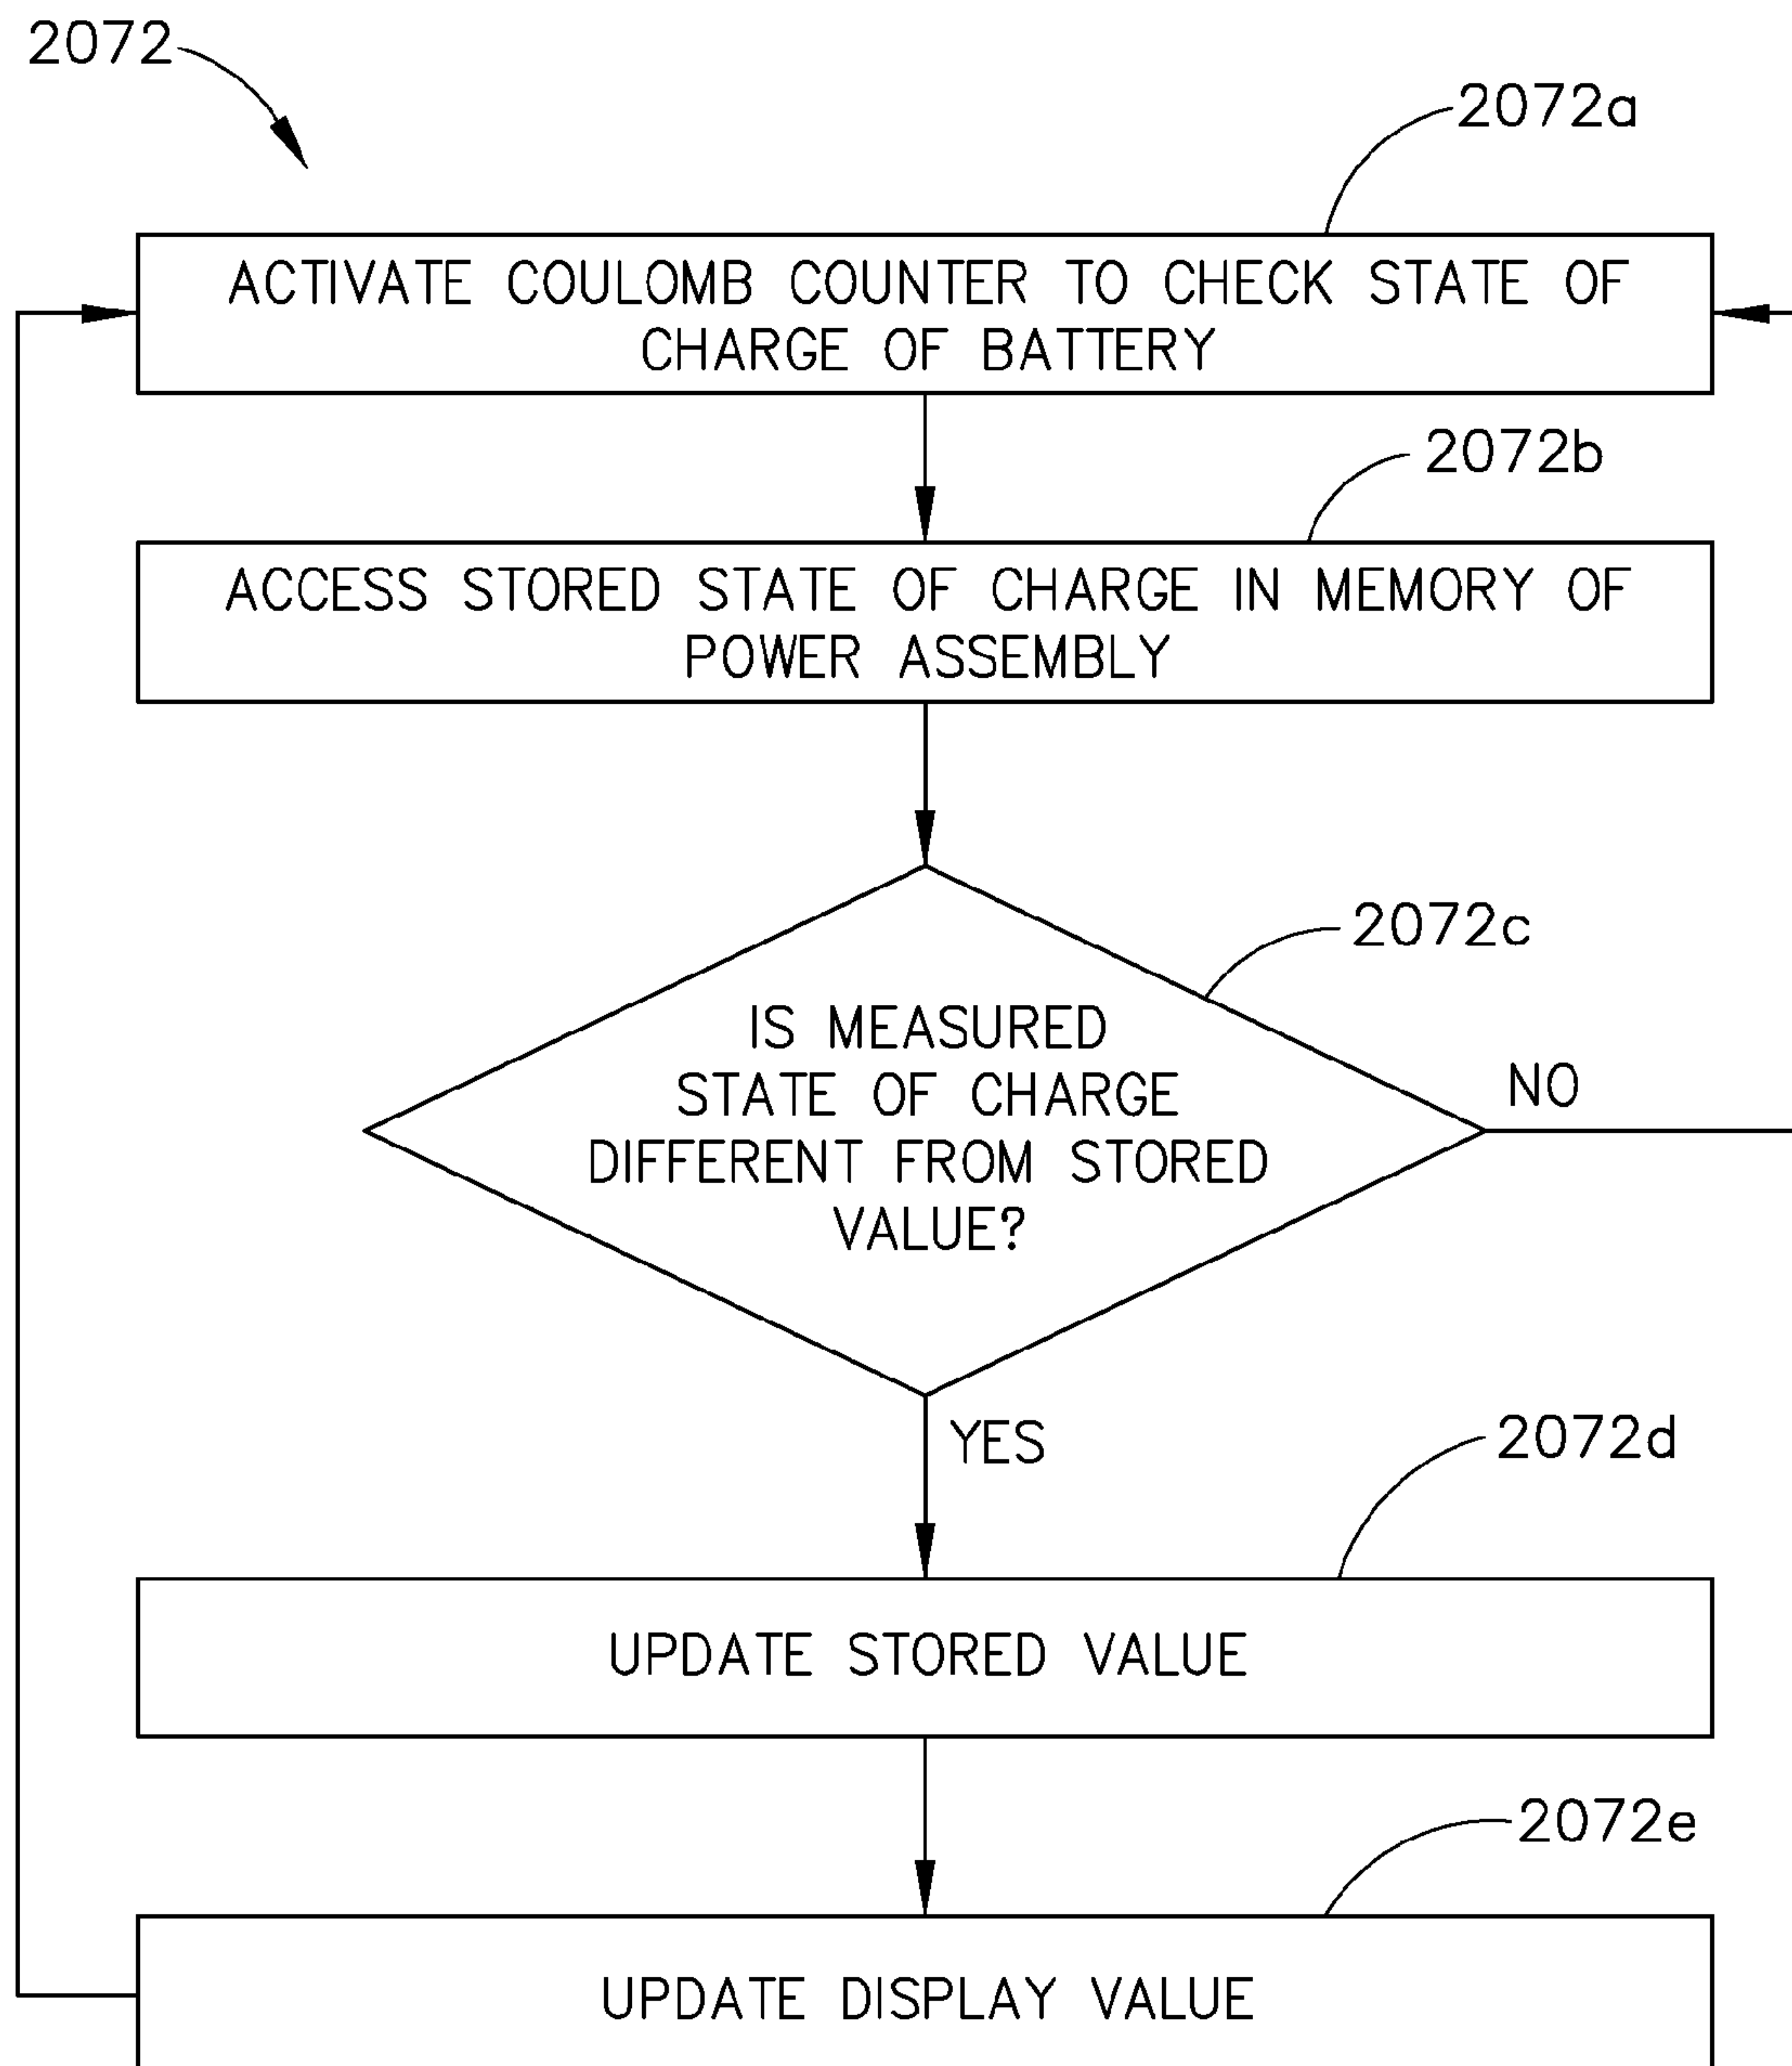 2072
2072a
ACTIVATE COULOMB COUNTER TO CHECK STATE OF
CHARGE OF BATTERY
2072b
ACCESS STORED STATE OF CHARGE IN MEMORY OF
POWER ASSEMBLY
2072c
IS MEASURED
STATE OF CHARGE
DIFFERENT FROM STORED
VALUE?
NO
YES
2072d
UPDATE STORED VALUE
2072e
UPDATE DISPLAY VALUE